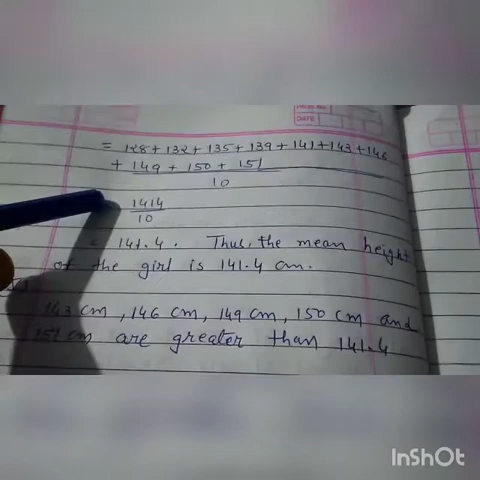 DATE
= 128 + 132 + 135 + 139 + 141 + 143 + 146
+ 149 + 150 + 151
10
1414
10
= 141.4. Thus, the mean height
of the girl is 141.4 cm.
143 cm, 146 cm, 149 cm, 150 cm and
151 cm are greater than 141.4
InShOt